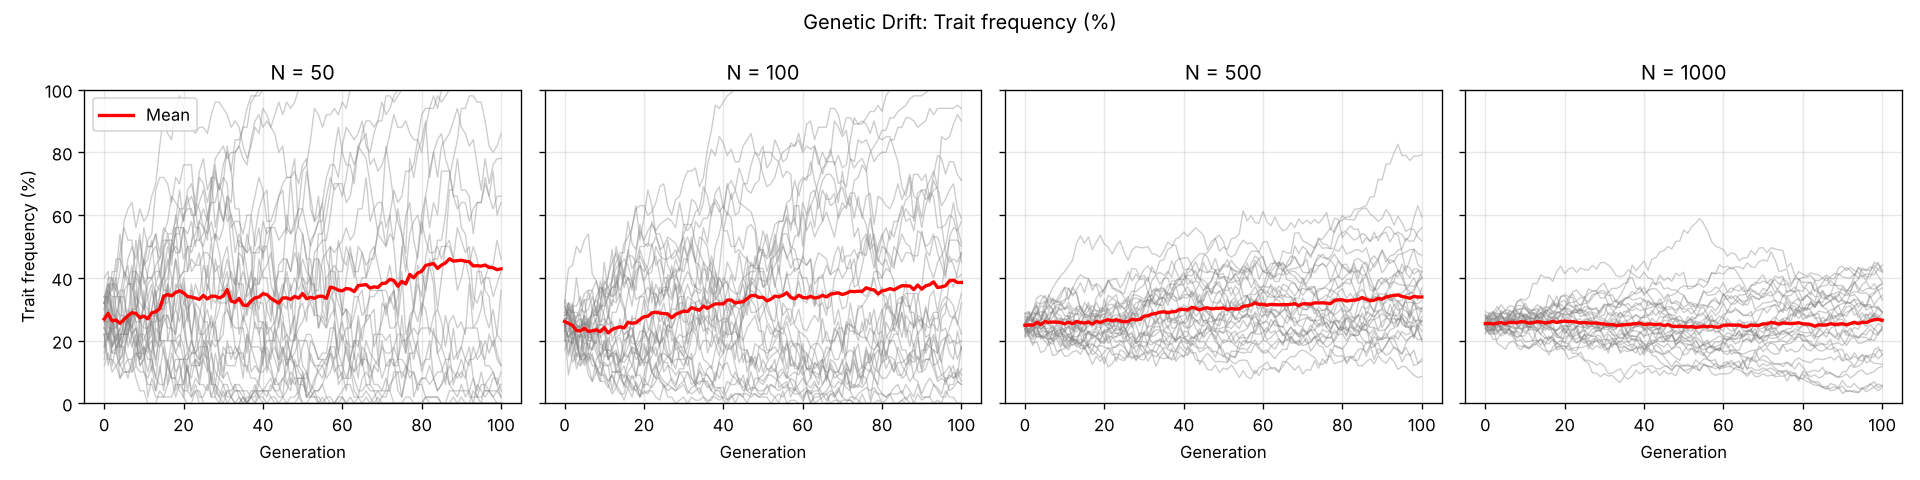 Genetic Drift: Trait frequency (%)
N = 50
N = 100
N = 500
N = 1000
Mean
Trait frequency (%)
100
80
60
40
20
0
0 20 40 60 80 100
0 20 40 60 80 100
0 20 40 60 80 100
0 20 40 60 80 100
Generation
Generation
Generation
Generation